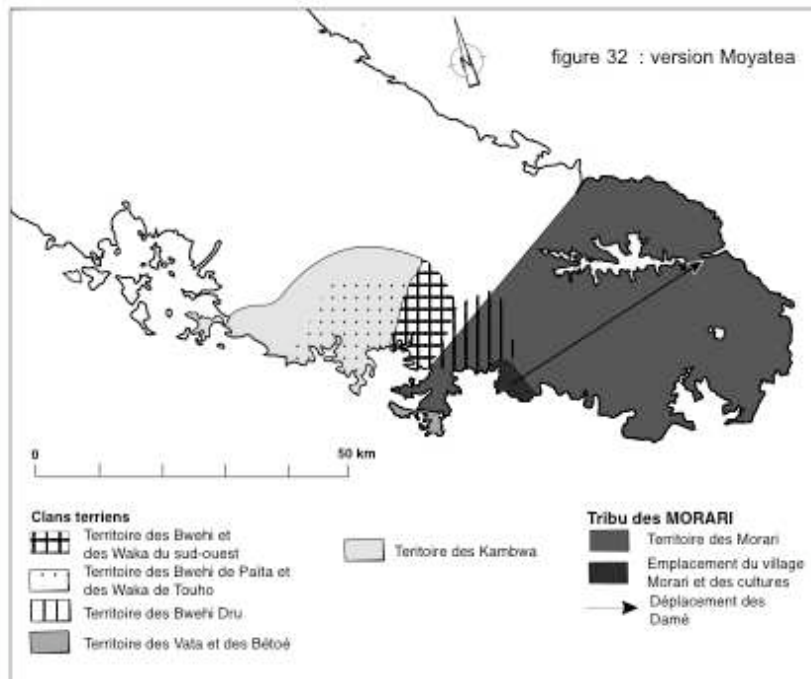 figure 32 : version Moyatea
N
0
50 km
Clans terriens
Territoire des Bwehi et
des Waka du sud-ouest
Territoire des Bwehi de Païta et
des Waka de Touho
Territoire des Bwehi Dru
Territoire des Vata et des Bétoé
Teritoire des Kambwa
Tribu des MORARI
Territoire des Morari
Emplacement du village
Morari et des cultures
Déplacement des
Damé